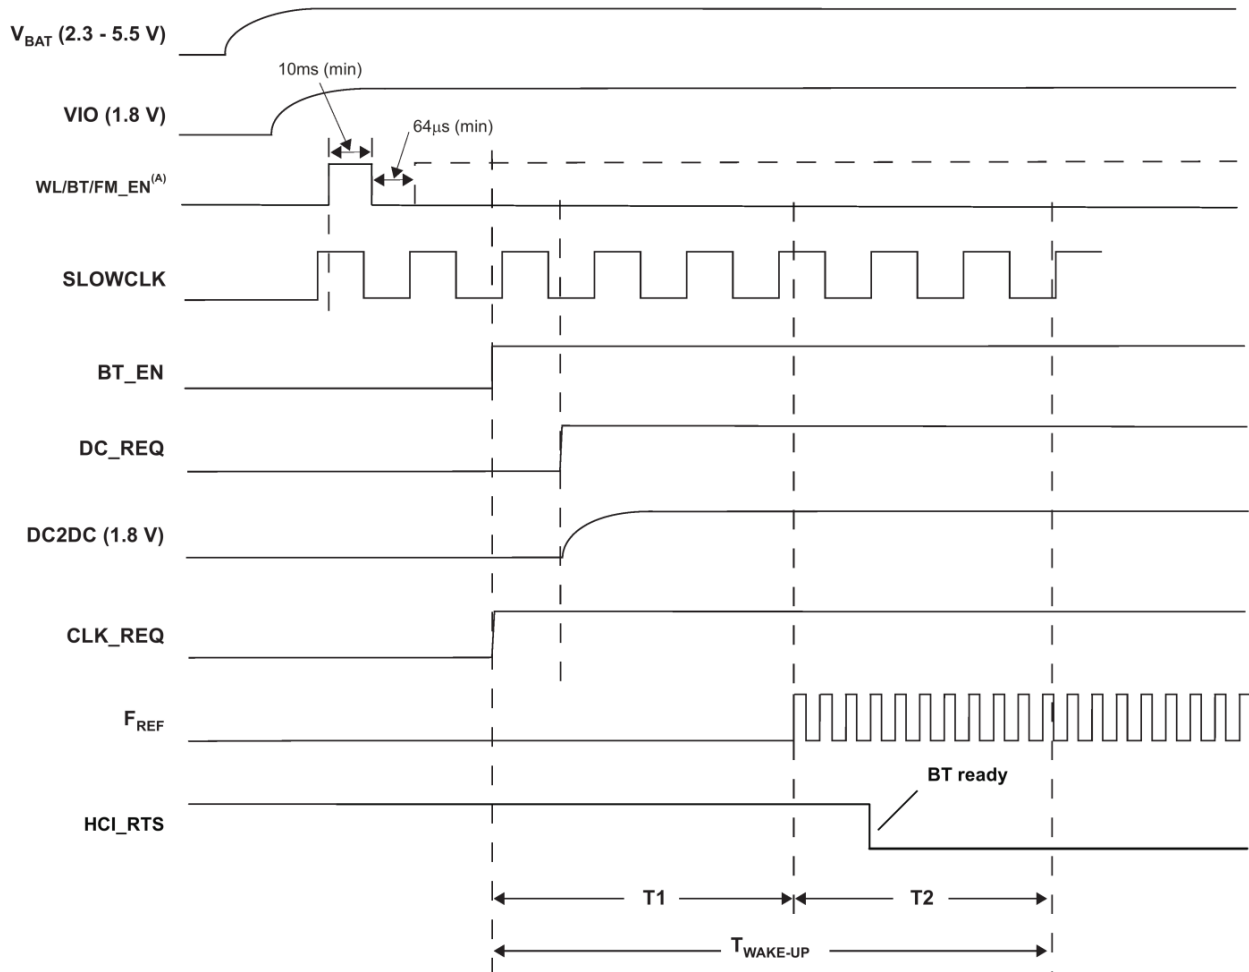 V_BAT (2.3 - 5.5 V)
10ms (min)
VIO (1.8 V)
64µs (min)
WL/BT/FM_EN(A)
SLOWCLK
BT_EN
DC_REQ
DC2DC (1.8 V)
CLK_REQ
F_REF
BT ready
HCI_RTS
T1
T2
T_WAKE-UP